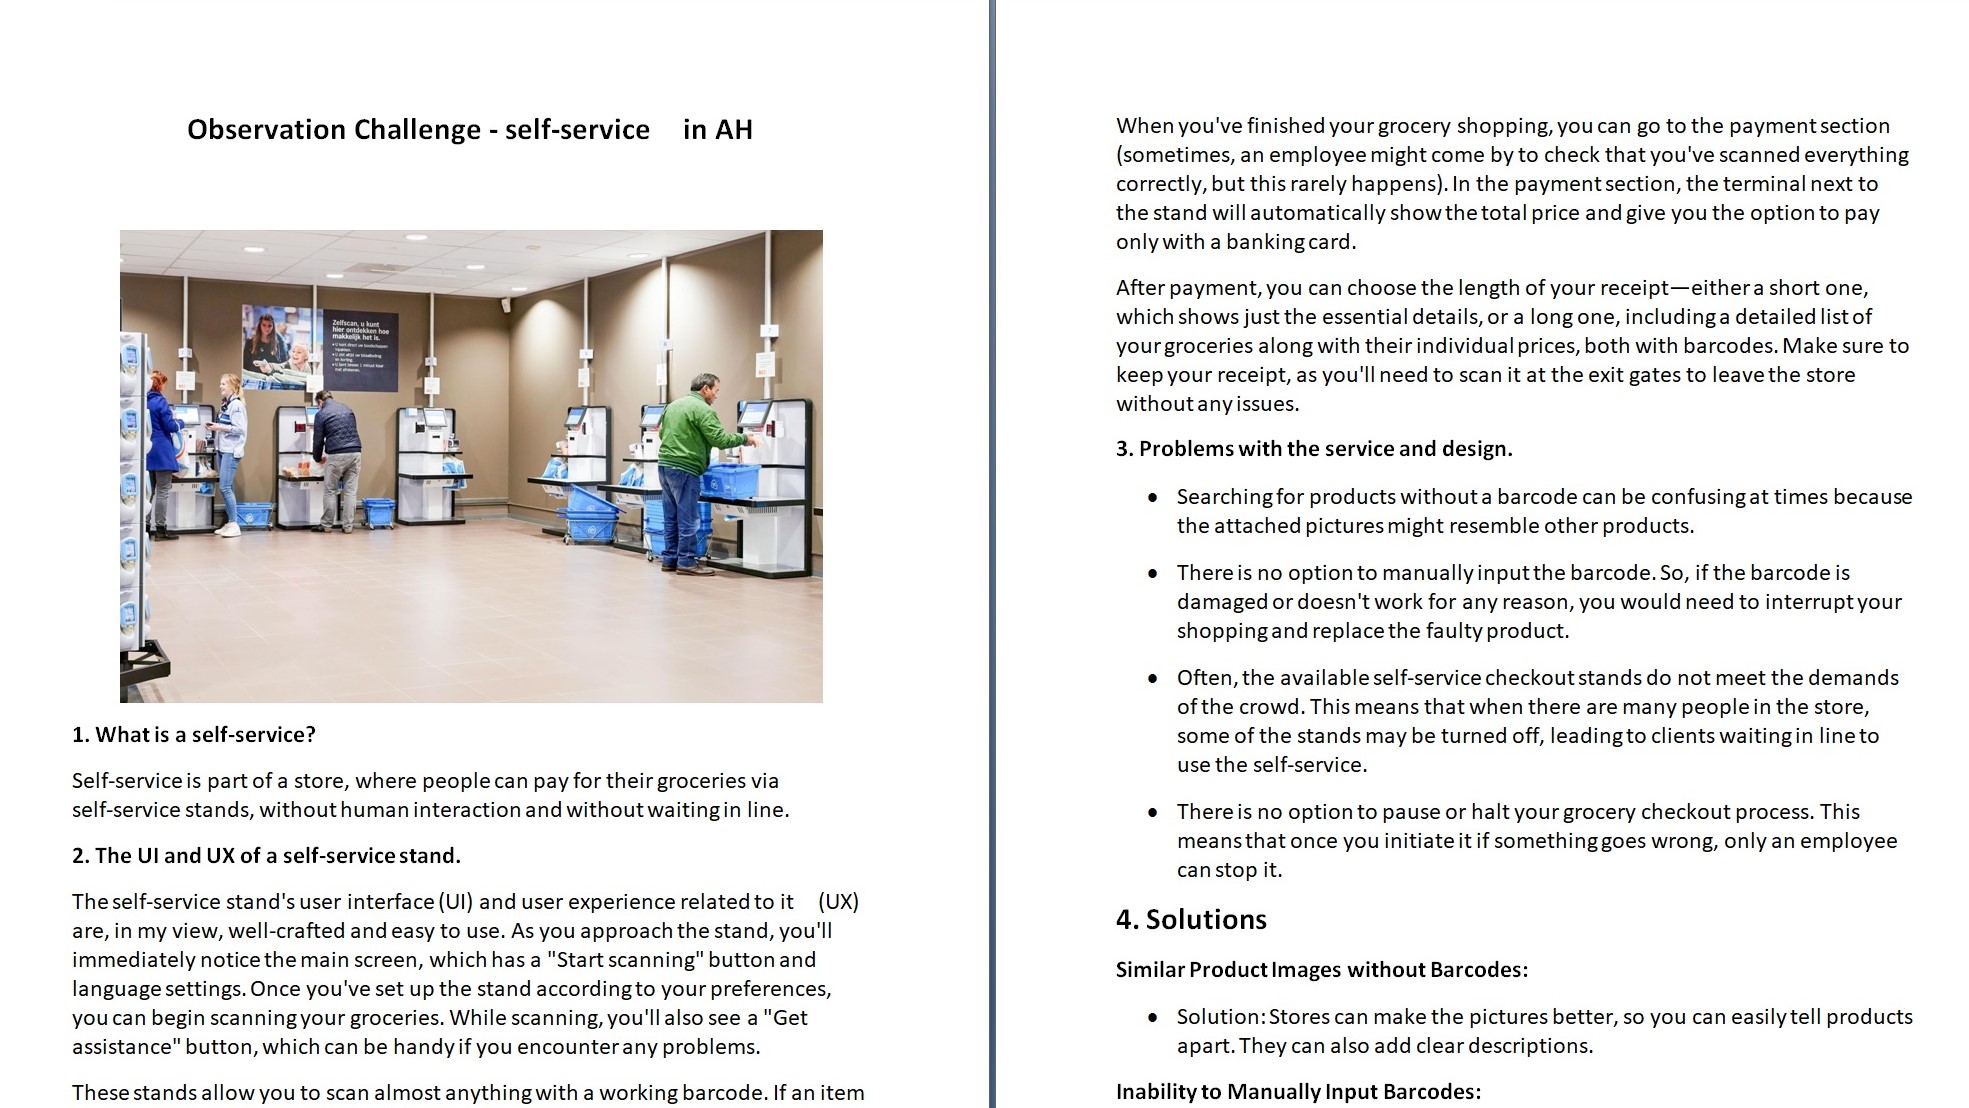 Observation Challenge - self-service in AH
Zelfscan, u kunt
hier ontdekken hoe
makkelijk het is.
1. What is a self-service?
Self-service is part of a store, where people can pay for their groceries via
self-service stands, without human interaction and without waiting in line.
2. The UI and UX of a self-service stand.
The self-service stand's user interface (UI) and user experience related to it (UX)
are, in my view, well-crafted and easy to use. As you approach the stand, you'll
immediately notice the main screen, which has a "Start scanning" button and
language settings. Once you've set up the stand according to your preferences,
you can begin scanning your groceries. While scanning, you'll also see a "Get
assistance" button, which can be handy if you encounter any problems.
These stands allow you to scan almost anything with a working barcode. If an item
When you've finished your grocery shopping, you can go to the payment section
(sometimes, an employee might come by to check that you've scanned everything
correctly, but this rarely happens). In the payment section, the terminal next to
the stand will automatically show the total price and give you the option to pay
only with a banking card.
After payment, you can choose the length of your receipt—either a short one,
which shows just the essential details, or a long one, including a detailed list of
your groceries along with their individual prices, both with barcodes. Make sure to
keep your receipt, as you'll need to scan it at the exit gates to leave the store
without any issues.
3. Problems with the service and design.
● Searching for products without a barcode can be confusing at times because
the attached pictures might resemble other products.
● There is no option to manually input the barcode. So, if the barcode is
damaged or doesn't work for any reason, you would need to interrupt your
shopping and replace the faulty product.
● Often, the available self-service checkout stands do not meet the demands
of the crowd. This means that when there are many people in the store,
some of the stands may be turned off, leading to clients waiting in line to
use the self-service.
● There is no option to pause or halt your grocery checkout process. This
means that once you initiate it if something goes wrong, only an employee
can stop it.
4. Solutions
Similar Product Images without Barcodes:
● Solution: Stores can make the pictures better, so you can easily tell products
apart. They can also add clear descriptions.
Inability to Manually Input Barcodes: